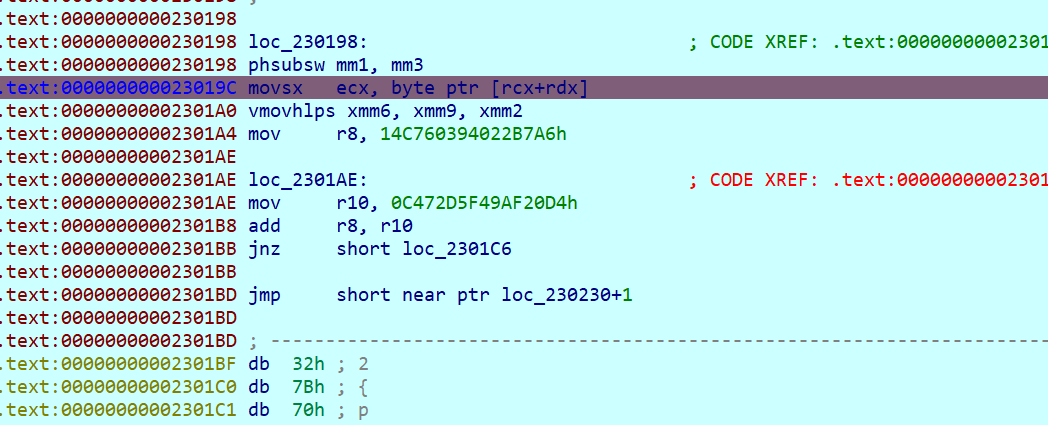 .text:0000000000230198
.text:0000000000230198 loc_230198: ; CODE XREF: .text:00000000002301
.text:0000000000230198 phsubsw mm1, mm3
.text:000000000023019C movsx ecx, byte ptr [rcx+rdx]
.text:00000000002301A0 vmovhlps xmm6, xmm9, xmm2
.text:00000000002301A4 mov r8, 14C760394022B7A6h
.text:00000000002301AE
.text:00000000002301AE loc_2301AE: ; CODE XREF: .text:00000000002301
.text:00000000002301AE mov r10, 0C472D5F49AF20D4h
.text:00000000002301B8 add r8, r10
.text:00000000002301BB jnz short loc_2301C6
.text:00000000002301BB
.text:00000000002301BD jmp short near ptr loc_230230+1
.text:00000000002301BD
.text:00000000002301BD ; ---------------------------------------------------------------------------
.text:00000000002301BF db 32h ; 2
.text:00000000002301C0 db 7Bh ; {
.text:00000000002301C1 db 70h ; p